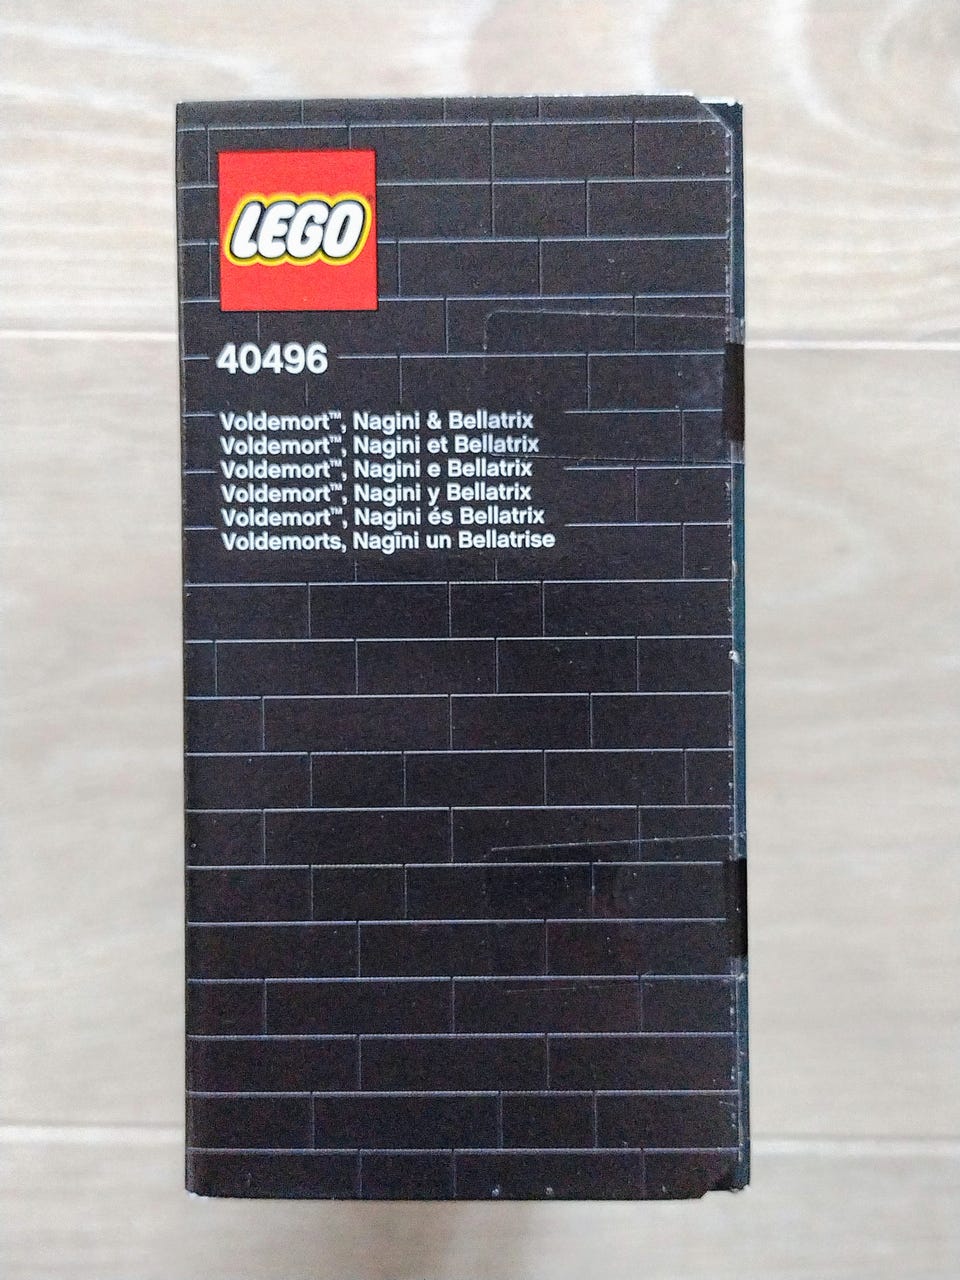 LEGO
40496
Voldemort™, Nagini & Bellatrix
Voldemort™, Nagini et Bellatrix
Voldemort™, Nagini e Bellatrix
Voldemort™, Nagini y Bellatrix
Voldemort™, Nagini és Bellatrix
Voldemorts, Nagīni un Bellatrise